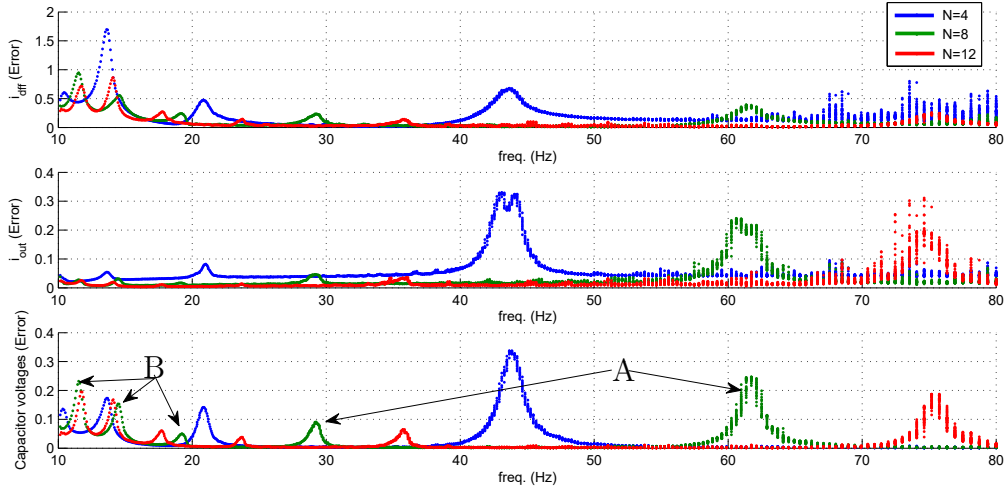 N=4
N=8
N=12
i_dff (Error)
2
1.5
1
0.5
0
10 20 30 40 50 60 70 80
freq. (Hz)
i_out (Error)
0.4
0.3
0.2
0.1
0
10 20 30 40 50 60 70 80
freq. (Hz)
Capacitor voltages (Error)
0.4
0.3
0.2
0.1
0
B
A
10 20 30 40 50 60 70 80
freq. (Hz)